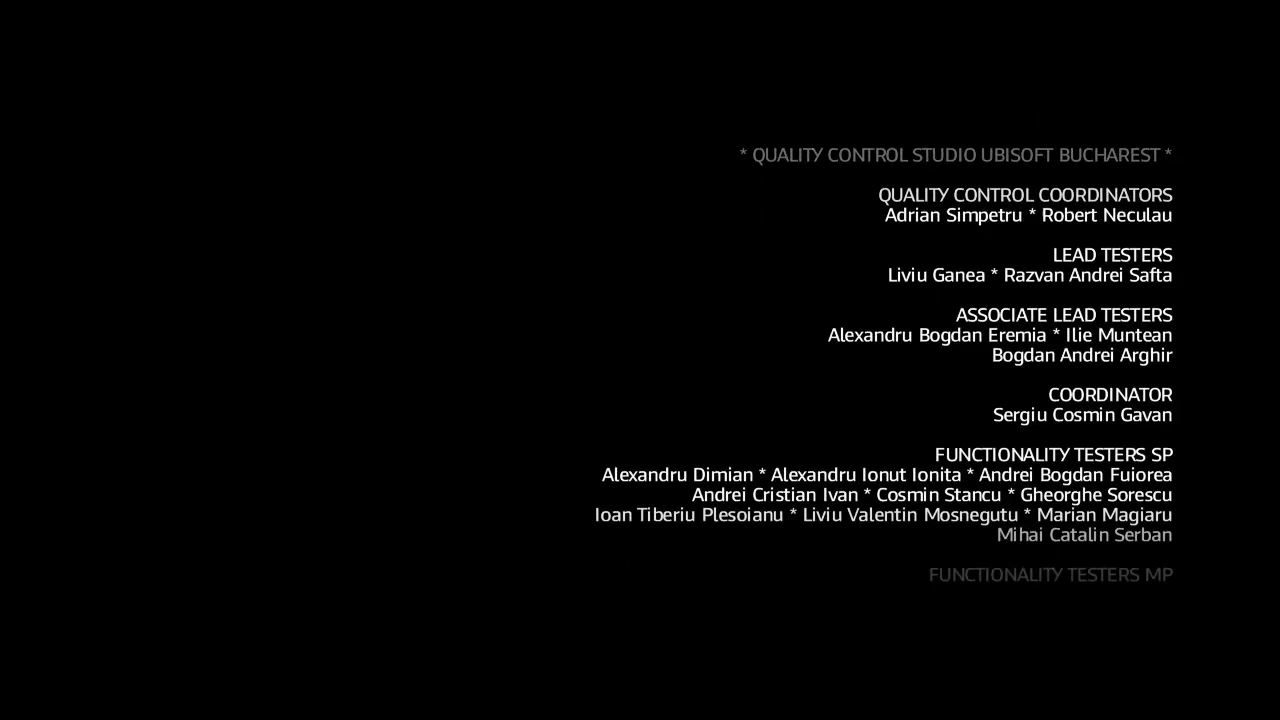 * QUALITY CONTROL STUDIO UBISOFT BUCHAREST *
QUALITY CONTROL COORDINATORS
Adrian Simpetru * Robert Neculau
LEAD TESTERS
Liviu Ganea * Razvan Andrei Safta
ASSOCIATE LEAD TESTERS
Alexandru Bogdan Eremia * Ilie Muntean
Bogdan Andrei Arghir
COORDINATOR
Sergiu Cosmin Gavan
FUNCTIONALITY TESTERS SP
Alexandru Dimian * Alexandru Ionut Ionita * Andrei Bogdan Fuiorea
Andrei Cristian Ivan * Cosmin Stancu * Gheorghe Sorescu
Ioan Tiberiu Plesoianu * Liviu Valentin Mosnegutu * Marian Magiaru
Mihai Catalin Serban
FUNCTIONALITY TESTERS MP